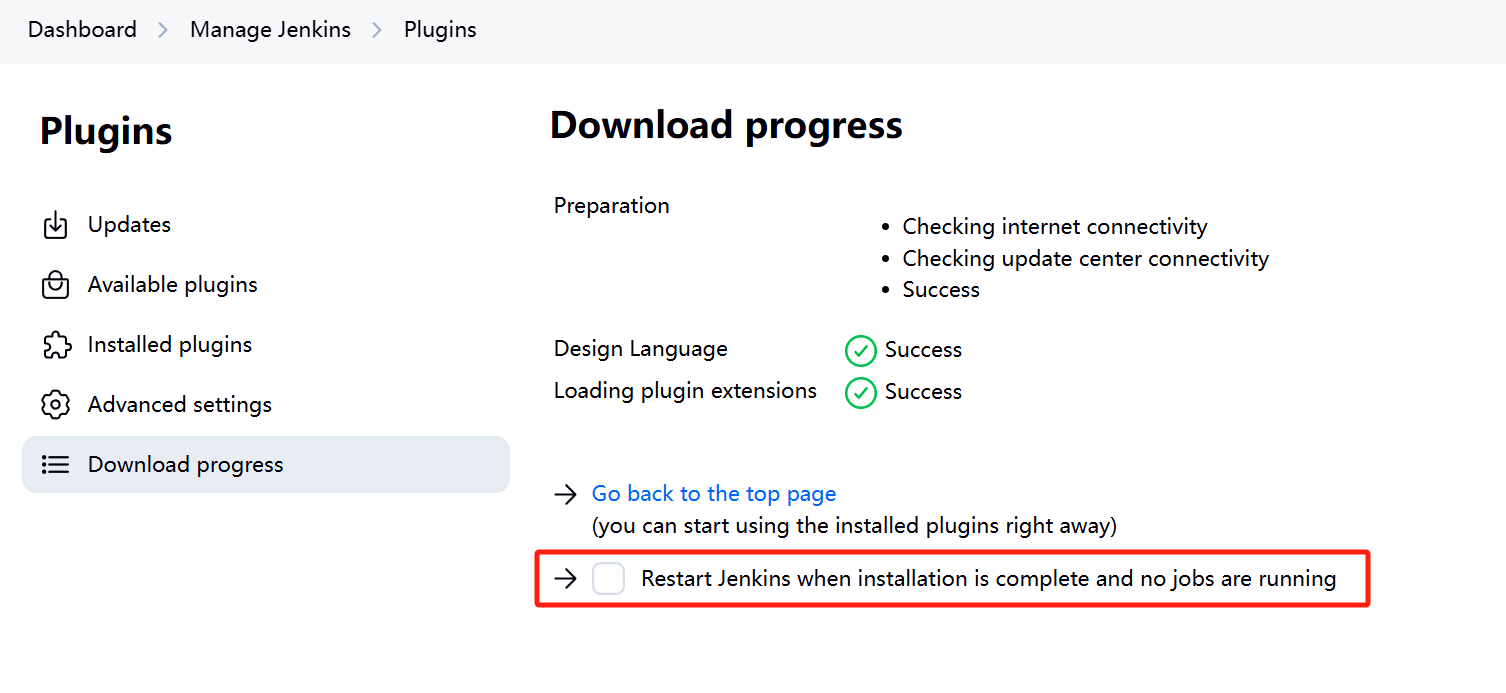 Dashboard > Manage Jenkins > Plugins
Plugins
Updates
Available plugins
Installed plugins
Advanced settings
Download progress
Download progress
Preparation
• Checking internet connectivity
• Checking update center connectivity
• Success
Design Language Success
Loading plugin extensions Success
→ Go back to the top page
(you can start using the installed plugins right away)
→ Restart Jenkins when installation is complete and no jobs are running